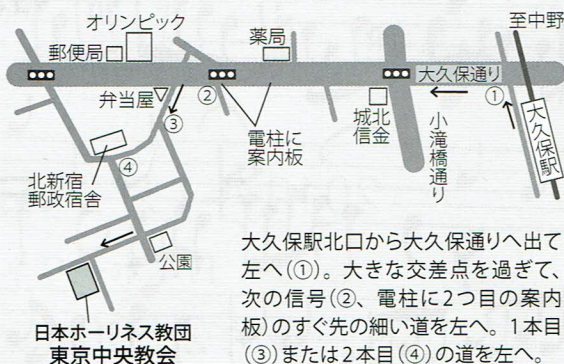 オリンピック
郵便局
薬局
至中野
大久保通り
①
弁当屋
②
③
電柱に
案内板
城北
信金
小滝橋通り
大久保駅
④
北新宿
郵政宿舎
公園
日本ホーリネス教団
東京中央教会
大久保駅北口から大久保通りへ出て
左へ(①)。大きな交差点を過ぎて、
次の信号(②、電柱に2つ目の案内
板)のすぐ先の細い道を左へ。1本目
(③)または2本目(④)の道を左へ。